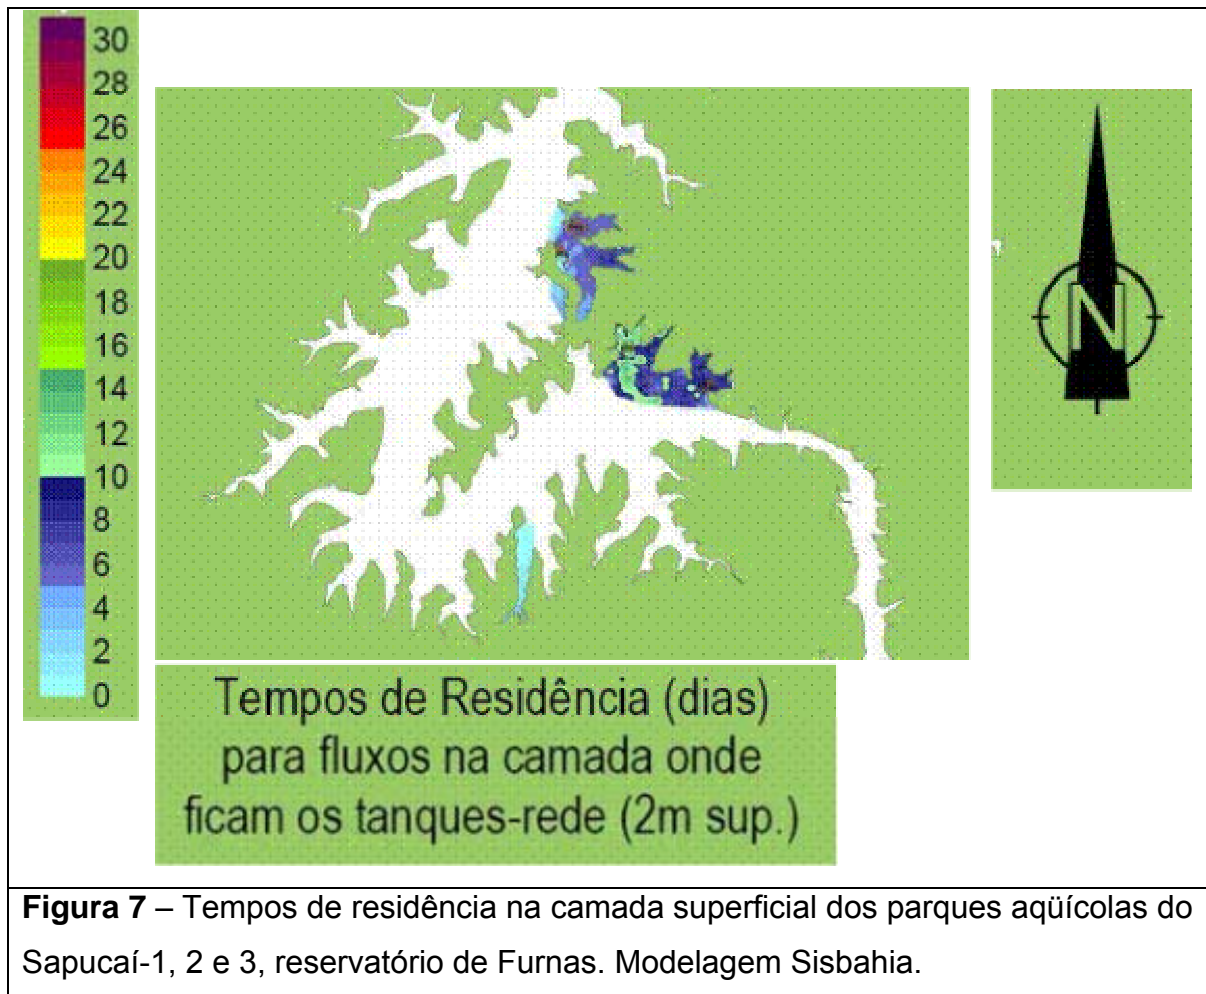 30
28
26
24
22
20
18
16
14
12
10
8
6
4
2
0
N
Tempos de Residência (dias)
para fluxos na camada onde
ficam os tanques-rede (2m sup.)
Figura 7 – Tempos de residência na camada superficial dos parques aqüícolas do
Sapucaí-1, 2 e 3, reservatório de Furnas. Modelagem Sisbahia.